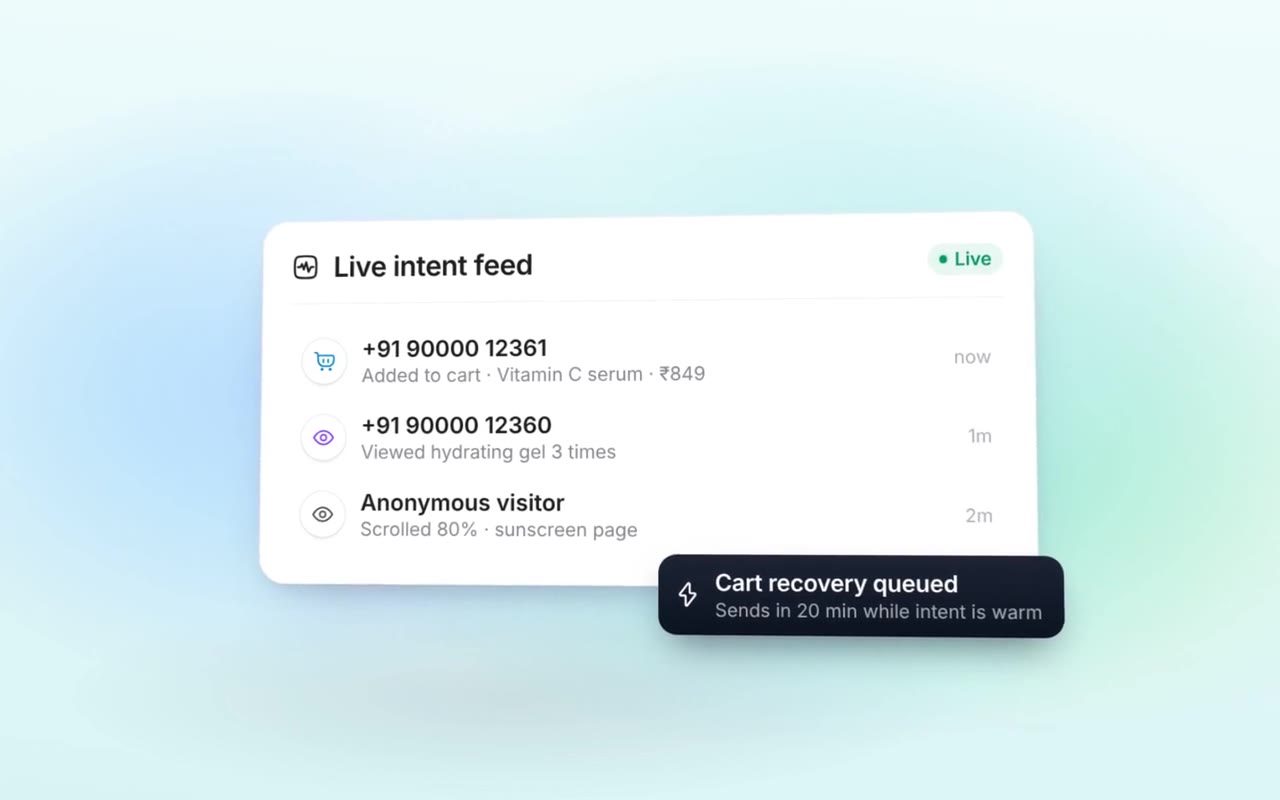 Live intent feed
Live
+91 90000 12361
Added to cart · Vitamin C serum · ₹849
now
+91 90000 12360
Viewed hydrating gel 3 times
1m
Anonymous visitor
Scrolled 80% · sunscreen page
2m
Cart recovery queued
Sends in 20 min while intent is warm